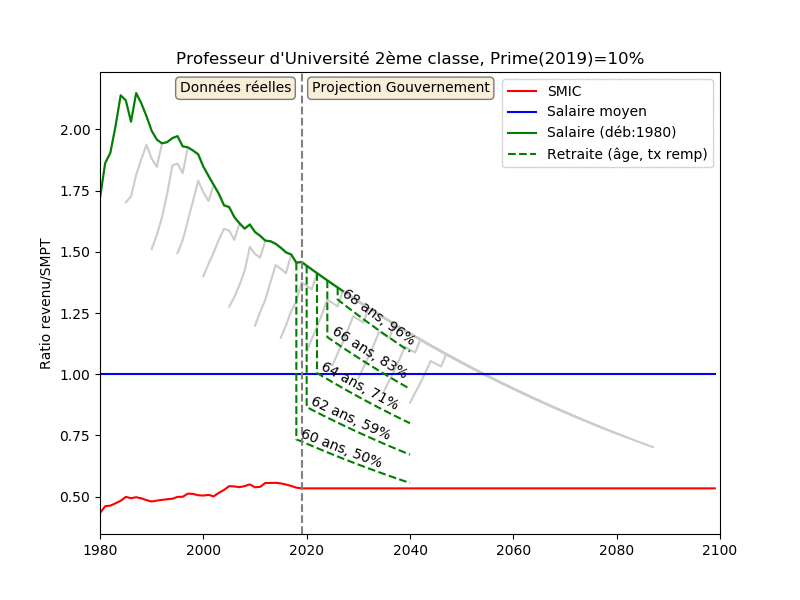 Professeur d'Université 2ème classe, Prime(2019)=10%
Données réelles
Projection Gouvernement
SMIC
Salaire moyen
Salaire (déb:1980)
Retraite (âge, tx remp)
Ratio revenu/SMPT
2.00
1.75
1.50
1.25
1.00
0.75
0.50
68 ans, 96%
66 ans, 83%
64 ans, 71%
62 ans, 59%
60 ans, 50%
1980
2000
2020
2040
2060
2080
2100